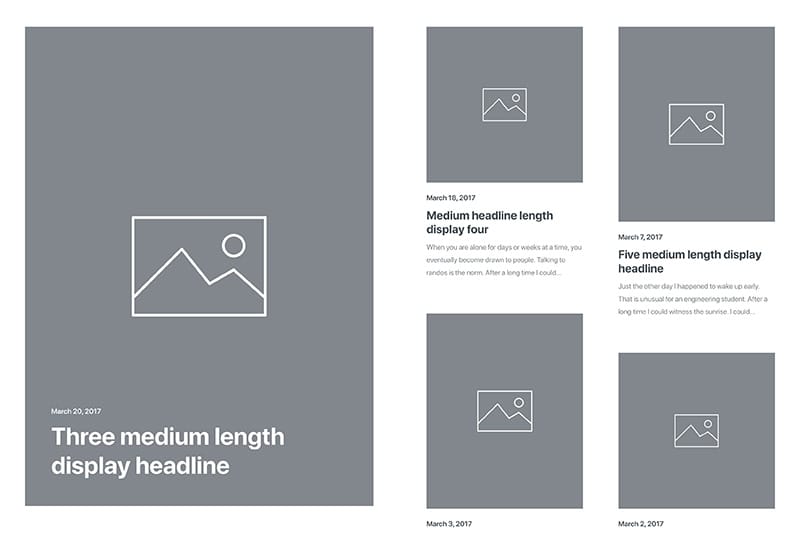 March 20, 2017
Three medium length
display headline
March 18, 2017
Medium headline length
display four
When you are alone for days or weeks at a time, you
eventually become drawn to people. Talking to
randos is the norm. After a long time I could...
March 3, 2017
March 7, 2017
Five medium length display
headline
Just the other day I happened to wake up early.
That is unusual for an engineering student. After a
long time I could witness the sunrise. I could...
March 2, 2017